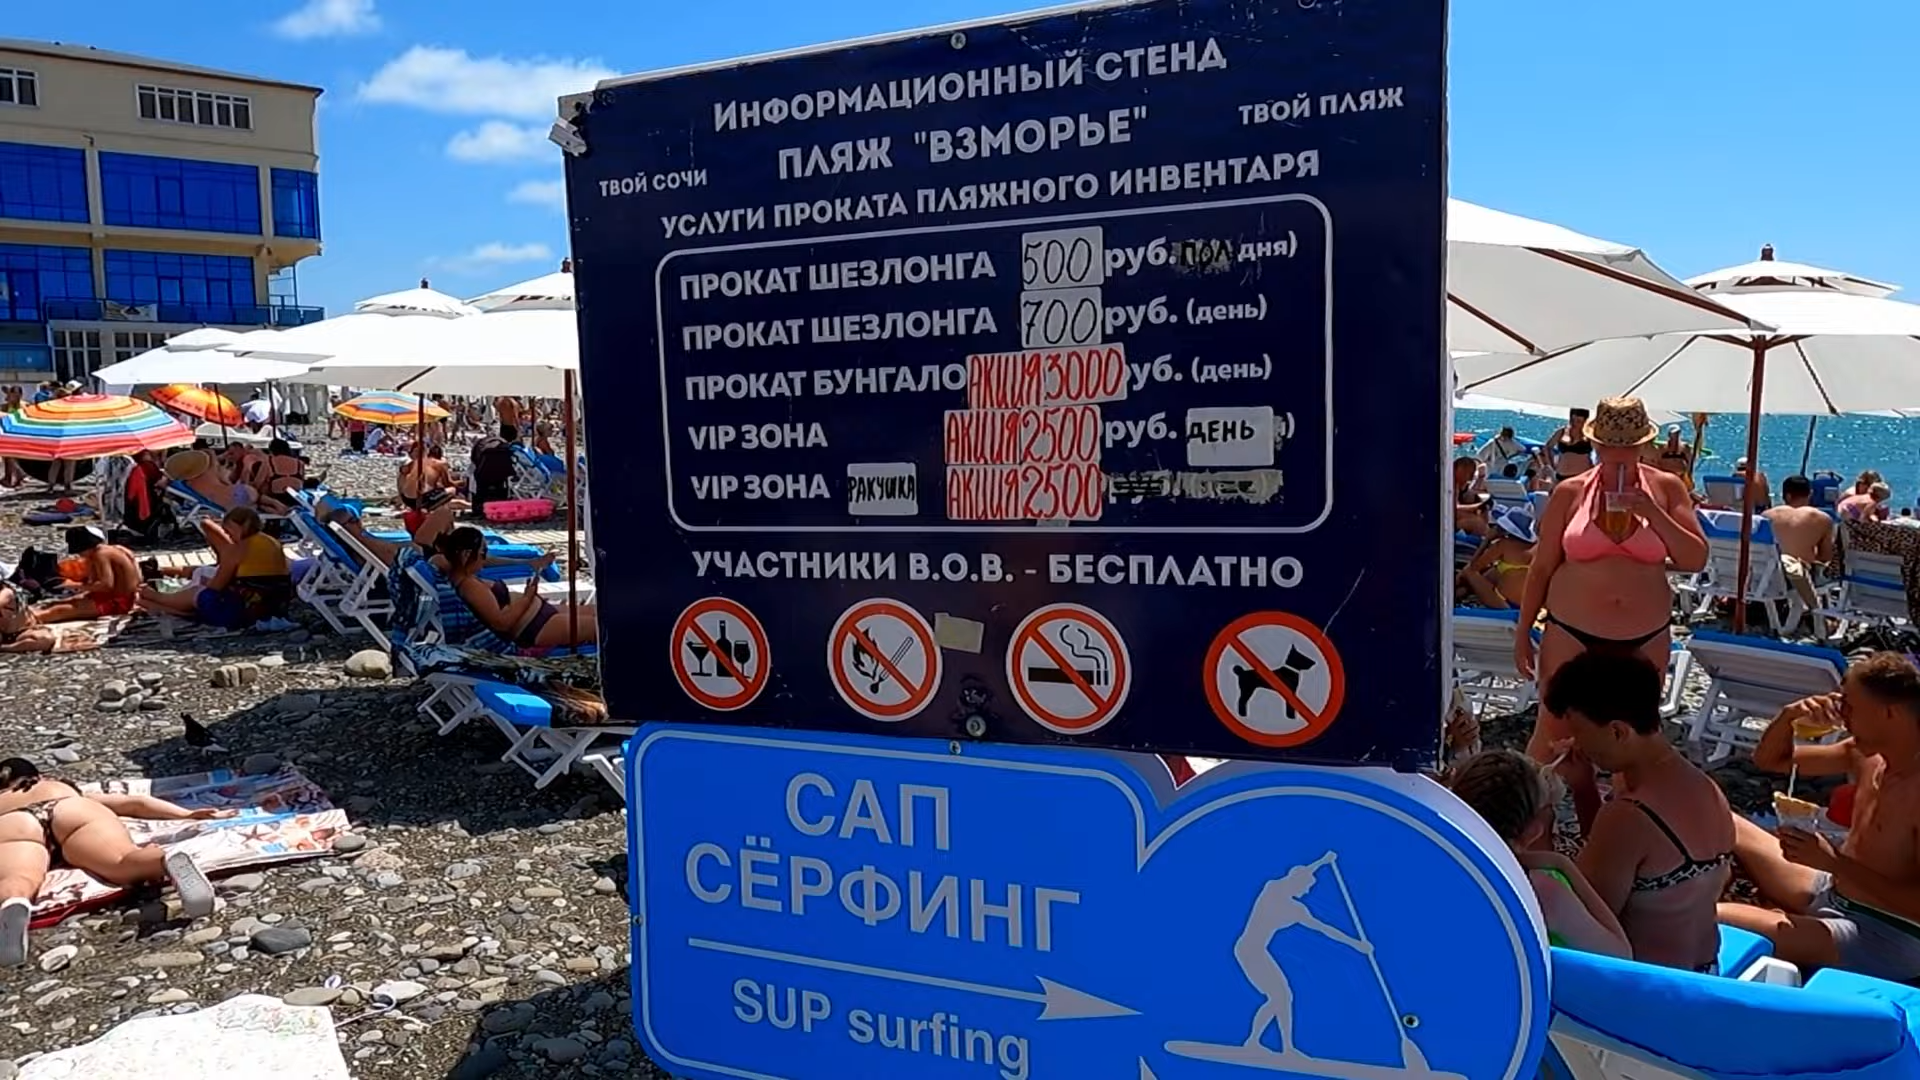 ИНФОРМАЦИОННЫЙ СТЕНД
ПЛЯЖ "ВЗМОРЬЕ"
ТВОЙ ПЛЯЖ
ТВОЙ СОЧИ
УСЛУГИ ПРОКАТА ПЛЯЖНОГО ИНВЕНТАРЯ
ПРОКАТ ШЕЗЛОНГА 500 руб. ПОЛ дня)
ПРОКАТ ШЕЗЛОНГА 700 руб. (день)
ПРОКАТ БУНГАЛО АКЦИЯ 3000 уб. (день)
VIP ЗОНА АКЦИЯ 2500 руб. ДЕНЬ )
VIP ЗОНА РАКУШКА АКЦИЯ 2500
УЧАСТНИКИ В.О.В. - БЕСПЛАТНО
САП
СЁРФИНГ
SUP surfing